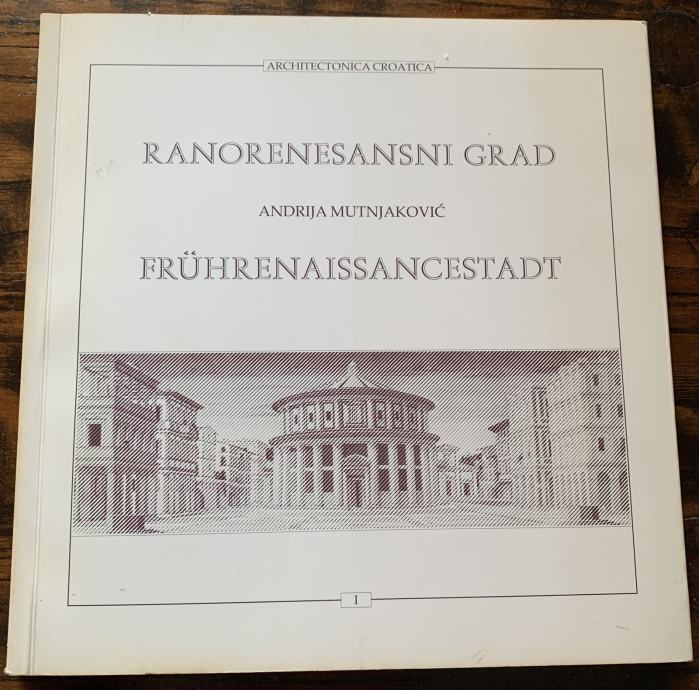 ARCHITECTONICA CROATICA
RANORENESANSNI GRAD
ANDRIJA MUTNJAKOVIĆ
FRÜHRENAISSANCESTADT
I